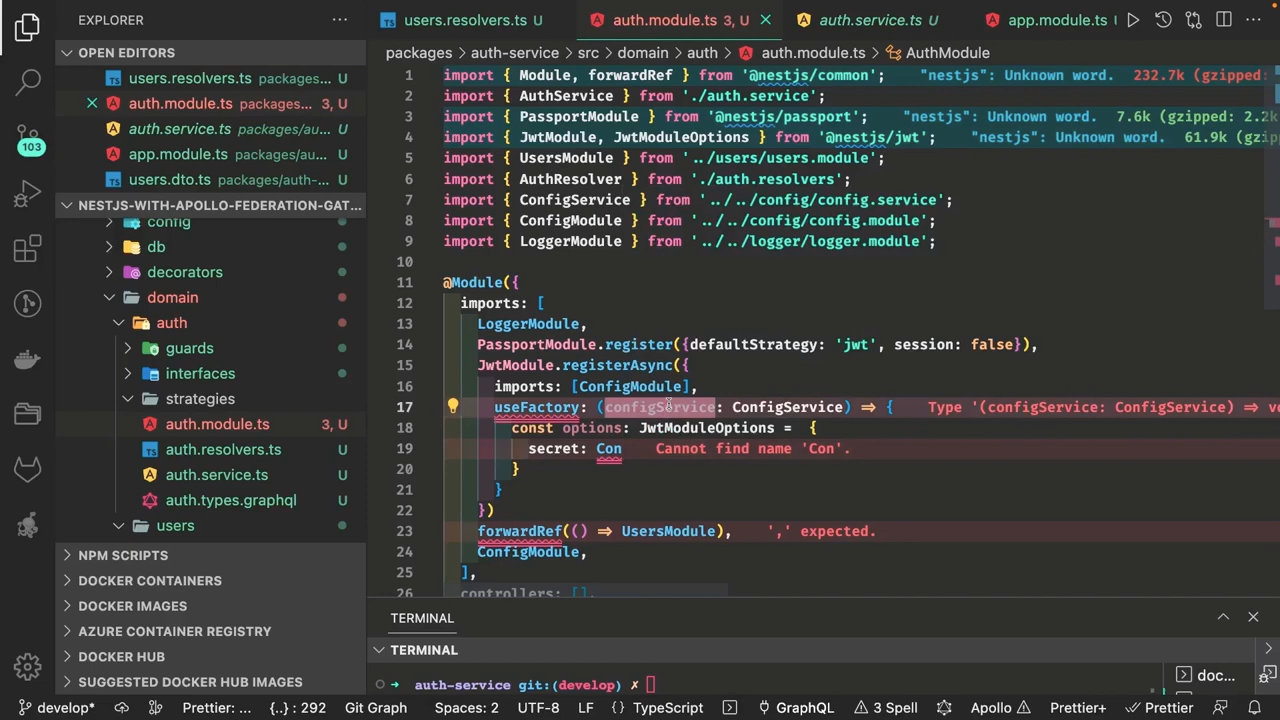 EXPLORER
OPEN EDITORS
users.resolvers.ts packages...
auth.module.ts packages... 3, U
auth.service.ts packages/au... U
app.module.ts packages/au... U
users.dto.ts packages/auth-... U
NESTJS-WITH-APOLLO-FEDERATION-GAT...
config
db
decorators
domain
auth
guards
interfaces
strategies
auth.module.ts 3, U
auth.resolvers.ts U
auth.service.ts U
auth.types.graphql U
users
NPM SCRIPTS
DOCKER CONTAINERS
DOCKER IMAGES
AZURE CONTAINER REGISTRY
DOCKER HUB
SUGGESTED DOCKER HUB IMAGES
103
users.resolvers.ts U auth.module.ts 3, U auth.service.ts U app.module.ts U
packages > auth-service > src > domain > auth > auth.module.ts > AuthModule
1 import { Module, forwardRef } from '@nestjs/common'; "nestjs": Unknown word. 232.7k (gzipped:
2 import { AuthService } from './auth.service';
3 import { PassportModule } from '@nestjs/passport'; "nestjs": Unknown word. 7.6k (gzipped: 2.2k
4 import { JwtModule, JwtModuleOptions } from '@nestjs/jwt'; "nestjs": Unknown word. 61.9k (gzip
5 import { UsersModule } from '../users/users.module';
6 import { AuthResolver } from './auth.resolvers';
7 import { ConfigService } from '../../config/config.service';
8 import { ConfigModule } from '../../config/config.module';
9 import { LoggerModule } from '../../logger/logger.module';
10
11 @Module({
12 imports: [
13 LoggerModule,
14 PassportModule.register({defaultStrategy: 'jwt', session: false}),
15 JwtModule.registerAsync({
16 imports: [ConfigModule],
17 useFactory: (configService: ConfigService) => { Type '(configService: ConfigService) => vo
18 const options: JwtModuleOptions = {
19 secret: Con Cannot find name 'Con'.
20 }
21 }
22 })
23 forwardRef(() => UsersModule), ',' expected.
24 ConfigModule,
25 ],
26 controllers: [],
TERMINAL
TERMINAL
→ auth-service git:(develop) ✗
doc...
develop* Prettier: ... {..} : 292 Git Graph Spaces: 2 UTF-8 LF TypeScript GraphQL 3 Spell Apollo Prettier+ Prettier